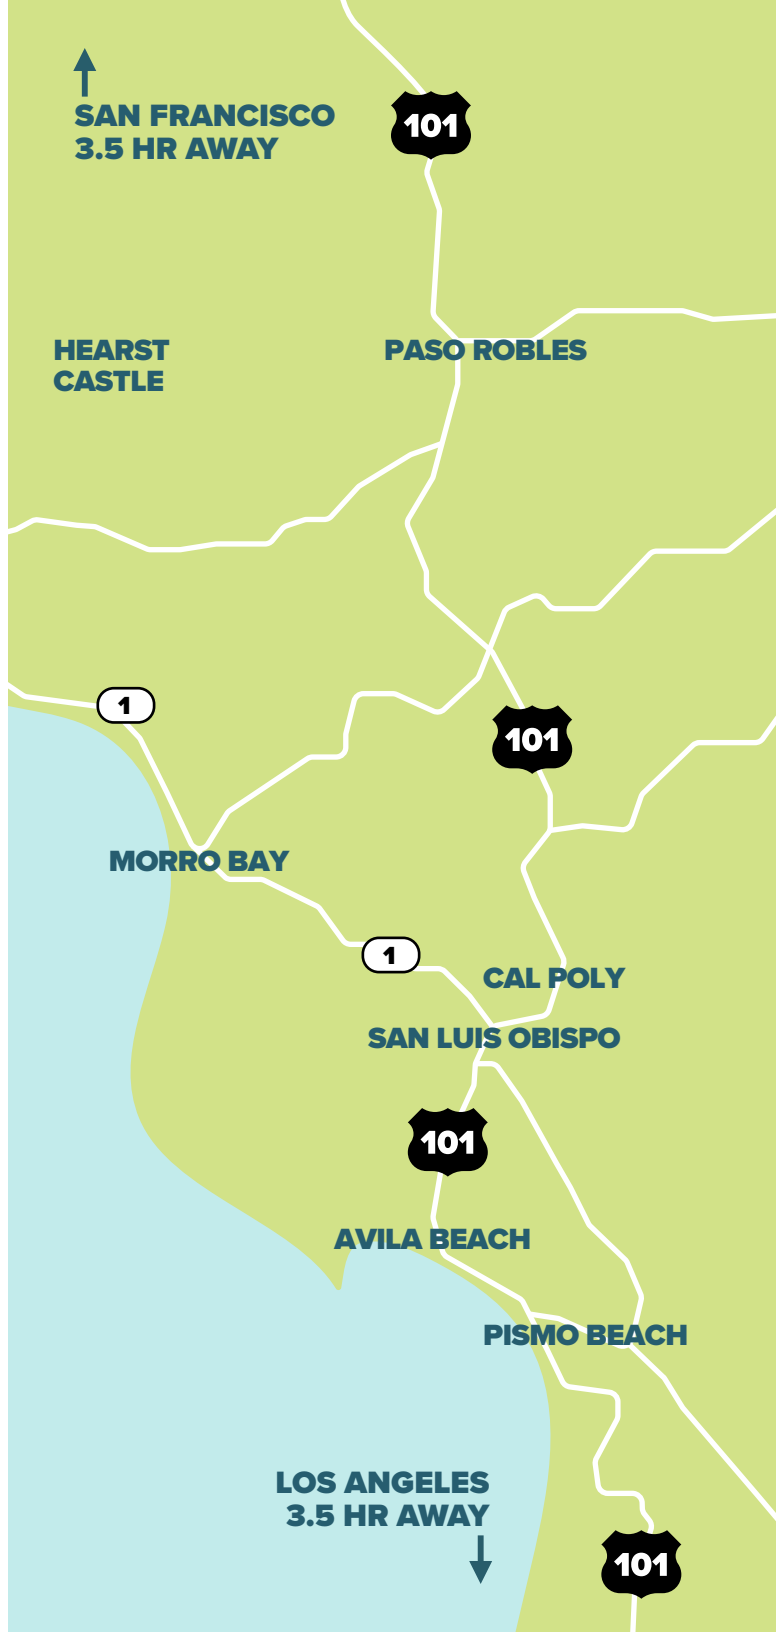 SAN FRANCISCO
3.5 HR AWAY
101
HEARST
CASTLE
PASO ROBLES
1
101
MORRO BAY
1
CAL POLY
SAN LUIS OBISPO
101
AVILA BEACH
PISMO BEACH
LOS ANGELES
3.5 HR AWAY
101